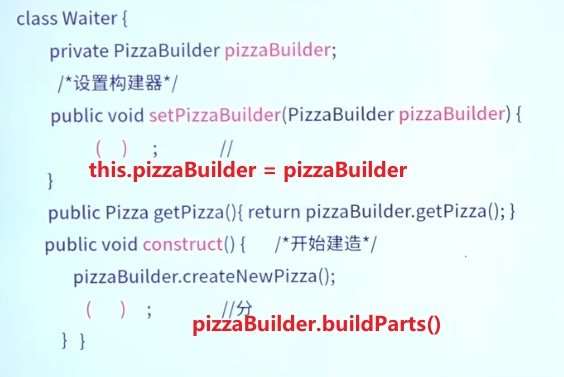 class Waiter {
private PizzaBuilder pizzaBuilder;
/*设置构建器*/
public void setPizzaBuilder(PizzaBuilder pizzaBuilder) {
( ) ; //
this.pizzaBuilder = pizzaBuilder
}
public Pizza getPizza(){ return pizzaBuilder.getPizza(); }
public void construct() { /*开始建造*/
pizzaBuilder.createNewPizza();
( ) ; //分
pizzaBuilder.buildParts()
} }